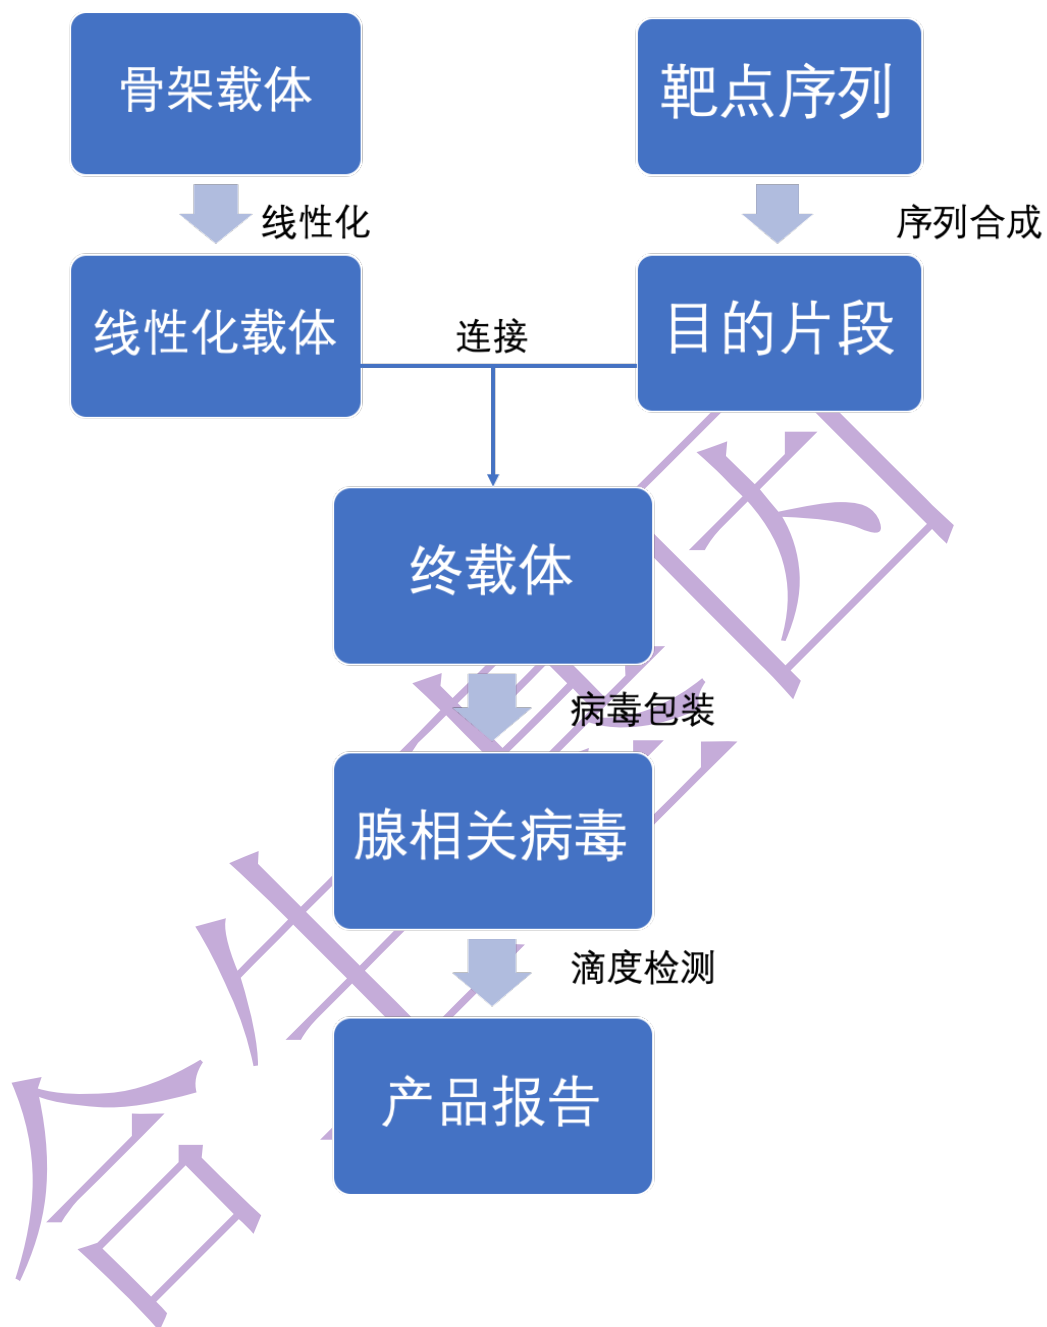 骨架载体
靶点序列
线性化
序列合成
线性化载体
连接
目的片段
终载体
病毒包装
腺相关病毒
滴度检测
产品报告